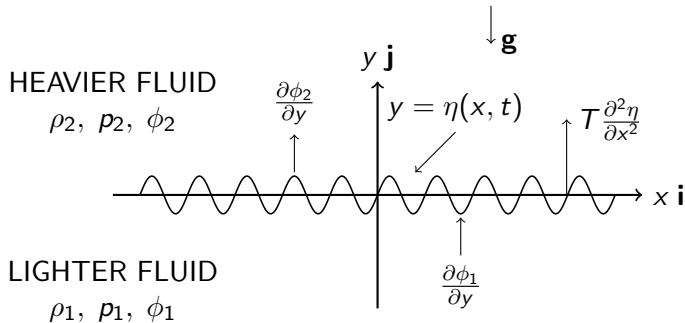 g
y j
HEAVIER FLUID
ρ₂, p₂, ϕ₂
∂ϕ₂/∂y
y = η(x, t)
T ∂²η/∂x²
x i
LIGHTER FLUID
ρ₁, p₁, ϕ₁
∂ϕ₁/∂y